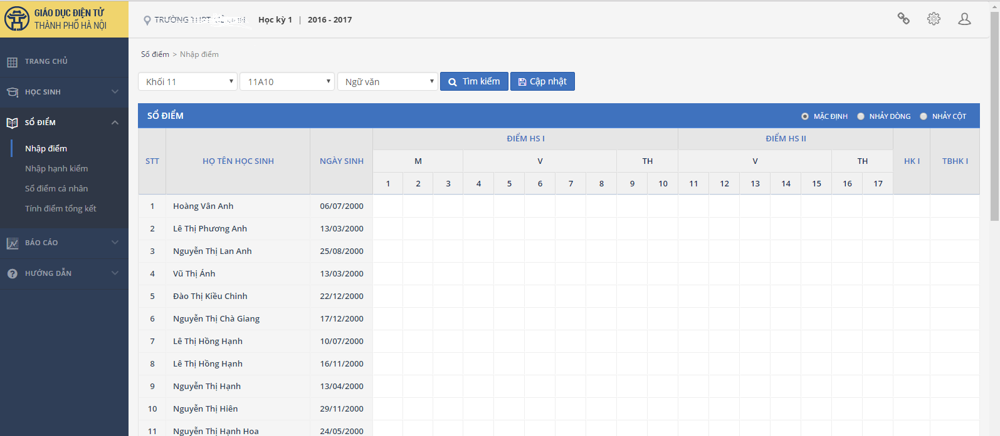 GIÁO DỤC ĐIỆN TỬ
THÀNH PHỐ HÀ NỘI
TRƯỜNG THPT Học kỳ 1 | 2016 - 2017
TRANG CHỦ
HỌC SINH
SỔ ĐIỂM
Nhập điểm
Nhập hạnh kiểm
Sổ điểm cá nhân
Tính điểm tổng kết
BÁO CÁO
HƯỚNG DẪN
Sổ điểm > Nhập điểm
Khối 11 11A10 Ngữ văn Tìm kiếm Cập nhật
SỔ ĐIỂM MẶC ĐỊNH NHẢY DÒNG NHẢY CỘT
STT HỌ TÊN HỌC SINH NGÀY SINH ĐIỂM HS I ĐIỂM HS II HK I TBHK I
M V TH V TH
1 2 3 4 5 6 7 8 9 10 11 12 13 14 15 16 17
1 Hoàng Vân Anh 06/07/2000
2 Lê Thị Phương Anh 13/03/2000
3 Nguyễn Thị Lan Anh 25/08/2000
4 Vũ Thị Ánh 13/03/2000
5 Đào Thị Kiều Chinh 22/12/2000
6 Nguyễn Thị Chà Giang 17/12/2000
7 Lê Thị Hồng Hạnh 10/07/2000
8 Lê Thị Hồng Hạnh 16/11/2000
9 Nguyễn Thị Hạnh 13/04/2000
10 Nguyễn Thị Hiên 29/11/2000
11 Nguyễn Thị Hạnh Hoa 24/05/2000